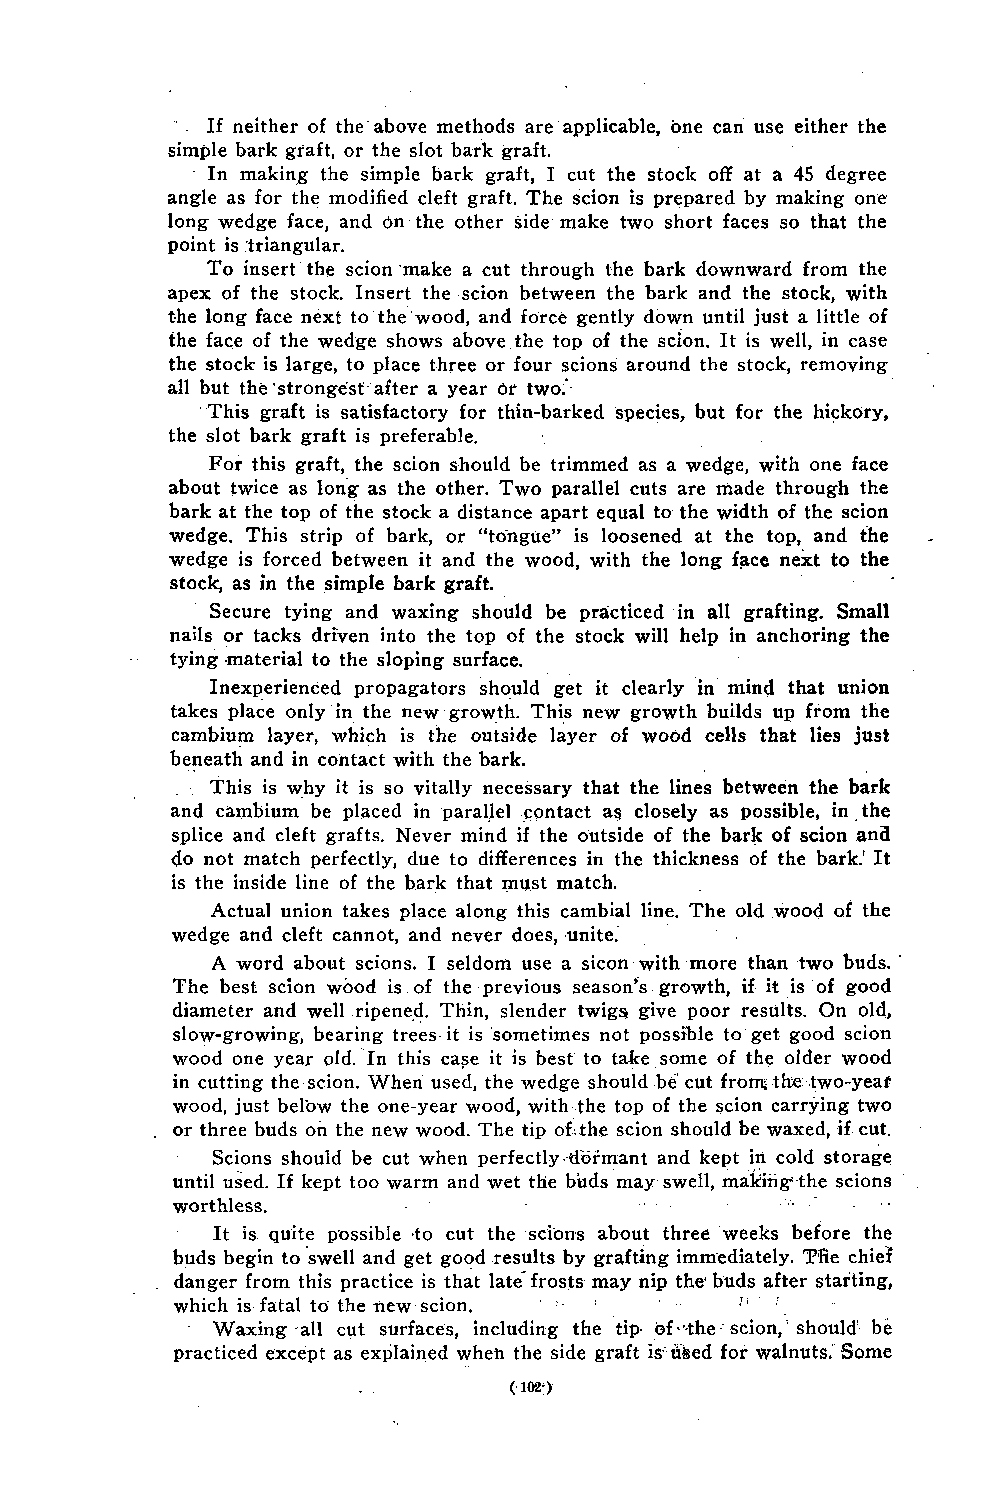 If neither of the above methods are applicable, one can use either the
simple bark graft, or the slot bark graft.
In making the simple bark graft, I cut the stock off at a 45 degree
angle as for the modified cleft graft. The scion is prepared by making one
long wedge face, and on the other side make two short faces so that the
point is triangular.
To insert the scion make a cut through the bark downward from the
apex of the stock. Insert the scion between the bark and the stock, with
the long face next to the wood, and force gently down until just a little of
the face of the wedge shows above the top of the scion. It is well, in case
the stock is large, to place three or four scions around the stock, removing
all but the strongest after a year or two.
This graft is satisfactory for thin-barked species, but for the hickory,
the slot bark graft is preferable.
For this graft, the scion should be trimmed as a wedge, with one face
about twice as long as the other. Two parallel cuts are made through the
bark at the top of the stock a distance apart equal to the width of the scion
wedge. This strip of bark, or "tongue" is loosened at the top, and the
wedge is forced between it and the wood, with the long face next to the
stock, as in the simple bark graft.
Secure tying and waxing should be practiced in all grafting. Small
nails or tacks driven into the top of the stock will help in anchoring the
tying material to the sloping surface.
Inexperienced propagators should get it clearly in mind that union
takes place only in the new growth. This new growth builds up from the
cambium layer, which is the outside layer of wood cells that lies just
beneath and in contact with the bark.
This is why it is so vitally necessary that the lines between the bark
and cambium be placed in parallel contact as closely as possible, in the
splice and cleft grafts. Never mind if the outside of the bark of scion and
do not match perfectly, due to differences in the thickness of the bark. It
is the inside line of the bark that must match.
Actual union takes place along this cambial line. The old wood of the
wedge and cleft cannot, and never does, unite.
A word about scions. I seldom use a sicon with more than two buds.
The best scion wood is of the previous season's growth, if it is of good
diameter and well ripened. Thin, slender twigs give poor results. On old,
slow-growing, bearing trees it is sometimes not possible to get good scion
wood one year old. In this case it is best to take some of the older wood
in cutting the scion. When used, the wedge should be cut from the two-year
wood, just below the one-year wood, with the top of the scion carrying two
or three buds on the new wood. The tip of the scion should be waxed, if cut.
Scions should be cut when perfectly dormant and kept in cold storage
until used. If kept too warm and wet the buds may swell, making the scions
worthless.
It is quite possible to cut the scions about three weeks before the
buds begin to swell and get good results by grafting immediately. The chief
danger from this practice is that late frosts may nip the buds after starting,
which is fatal to the new scion.
Waxing all cut surfaces, including the tip of the scion, should be
practiced except as explained when the side graft is used for walnuts. Some
(102)